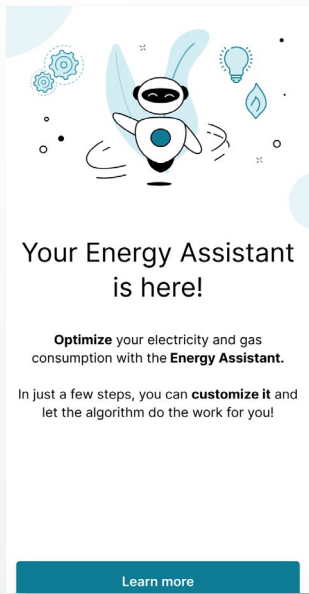 Your Energy Assistant
is here!
Optimize your electricity and gas
consumption with the Energy Assistant.
In just a few steps, you can customize it and
let the algorithm do the work for you!
Learn more